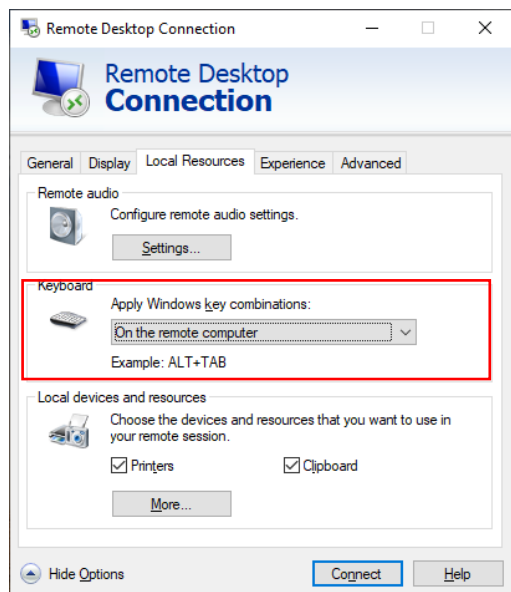 Remote Desktop Connection
Remote Desktop
Connection
General Display Local Resources Experience Advanced
Remote audio
Configure remote audio settings.
Settings...
Keyboard
Apply Windows key combinations:
On the remote computer
Example: ALT+TAB
Local devices and resources
Choose the devices and resources that you want to use in
your remote session.
Printers Clipboard
More...
Hide Options Connect Help